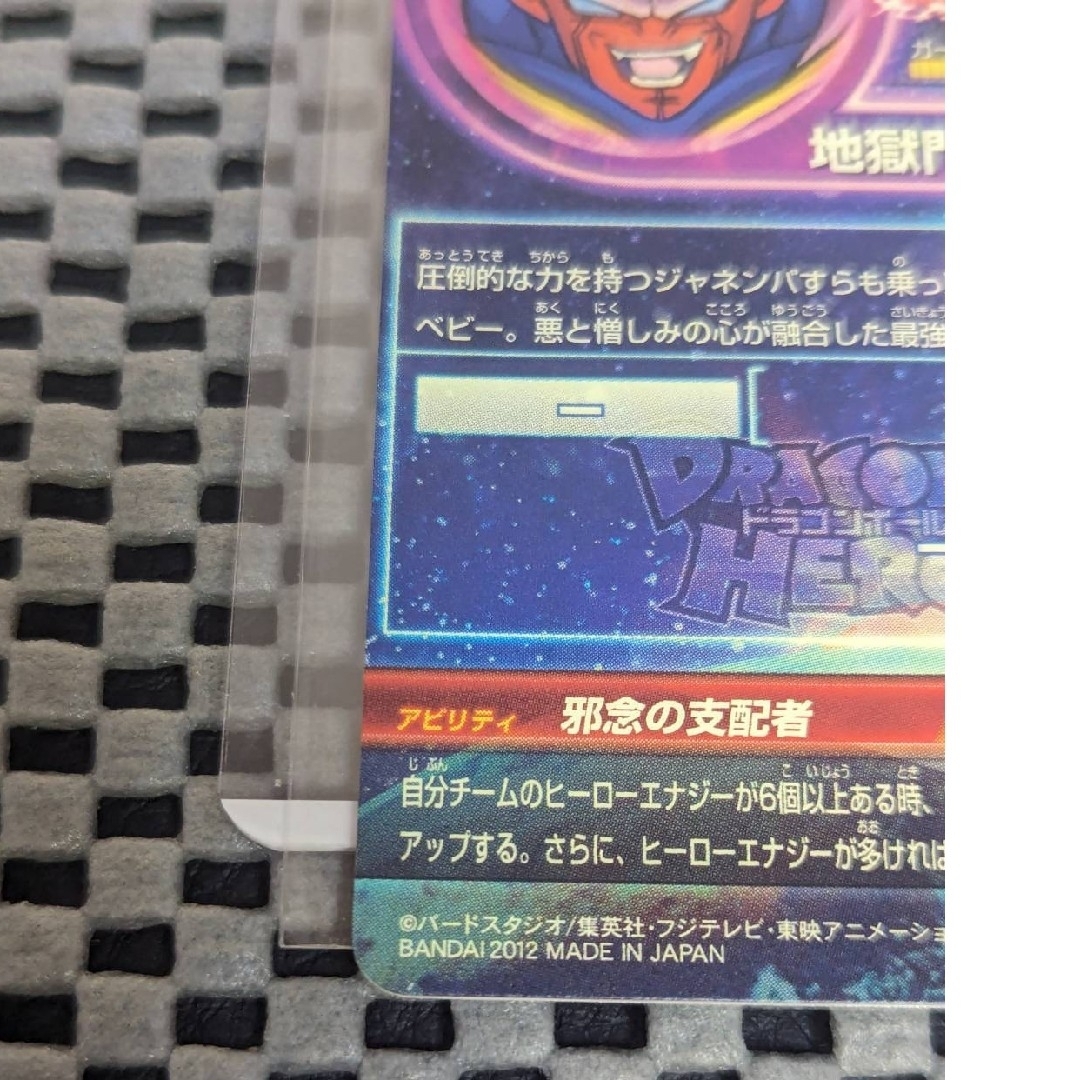 ガー
地獄門
あっとうてき ちから も の
圧倒的な力を持つジャネンバすらも乗っ
あく にく こころ ゆうごう さいきょう
ベビー。悪と憎しみの心が融合した最強
ー
DRAGON
ドラゴンボール
HERO
アビリティ 邪念の支配者
じ ぶん こ いじょう とき
自分チームのヒーローエナジーが6個以上ある時、
おお
アップする。さらに、ヒーローエナジーが多ければ
©バードスタジオ/集英社・フジテレビ・東映アニメーショ
BANDAI 2012 MADE IN JAPAN